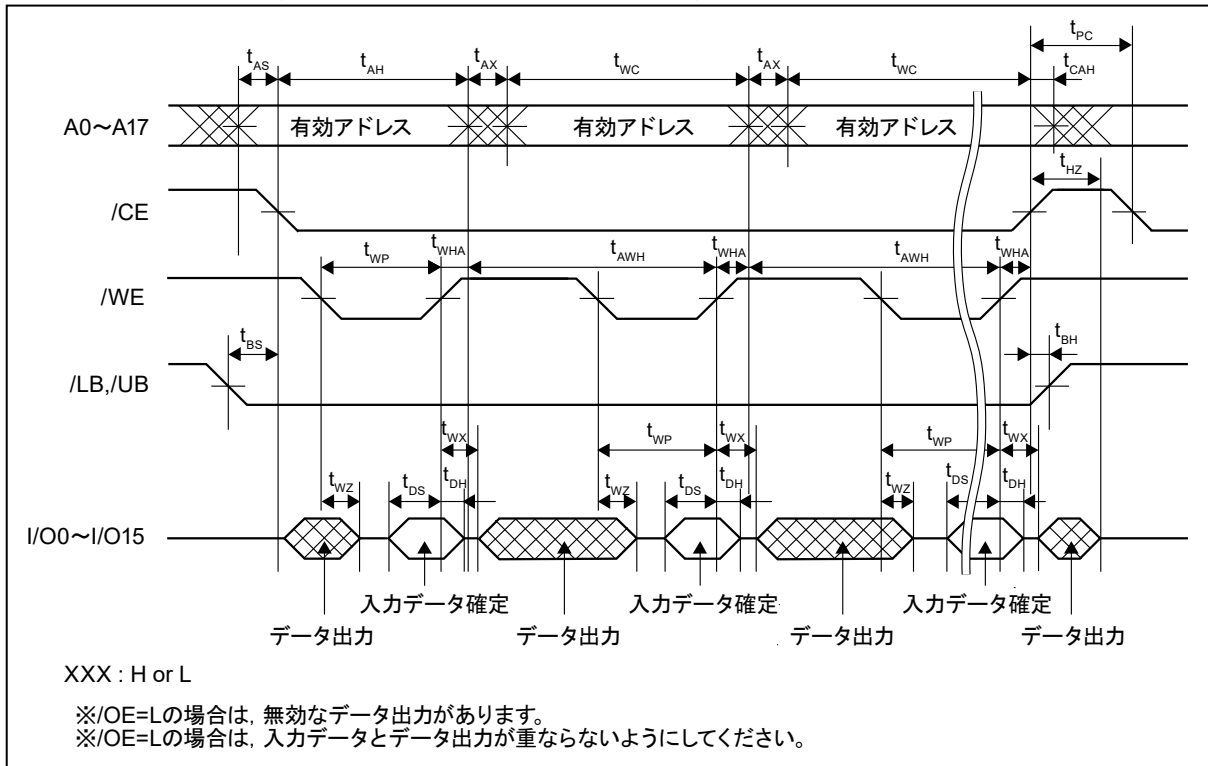 tAS tAH tAX tWC tAX tWC tPC
tCAH
A0～A17 有効アドレス 有効アドレス 有効アドレス
tHZ
/CE
tWP tWHA tAWH tWHA tAWH tWHA
/WE
tBS tBH
/LB,/UB
tWX tWP tWX tWP tWX
tWZ tDS tDH tWZ tDS tDH tWZ tDS tDH
I/O0～I/O15
入力データ確定 入力データ確定 入力データ確定
データ出力 データ出力 データ出力 データ出力
XXX : H or L
※/OE=Lの場合は, 無効なデータ出力があります。
※/OE=Lの場合は, 入力データとデータ出力が重ならないようにしてください。